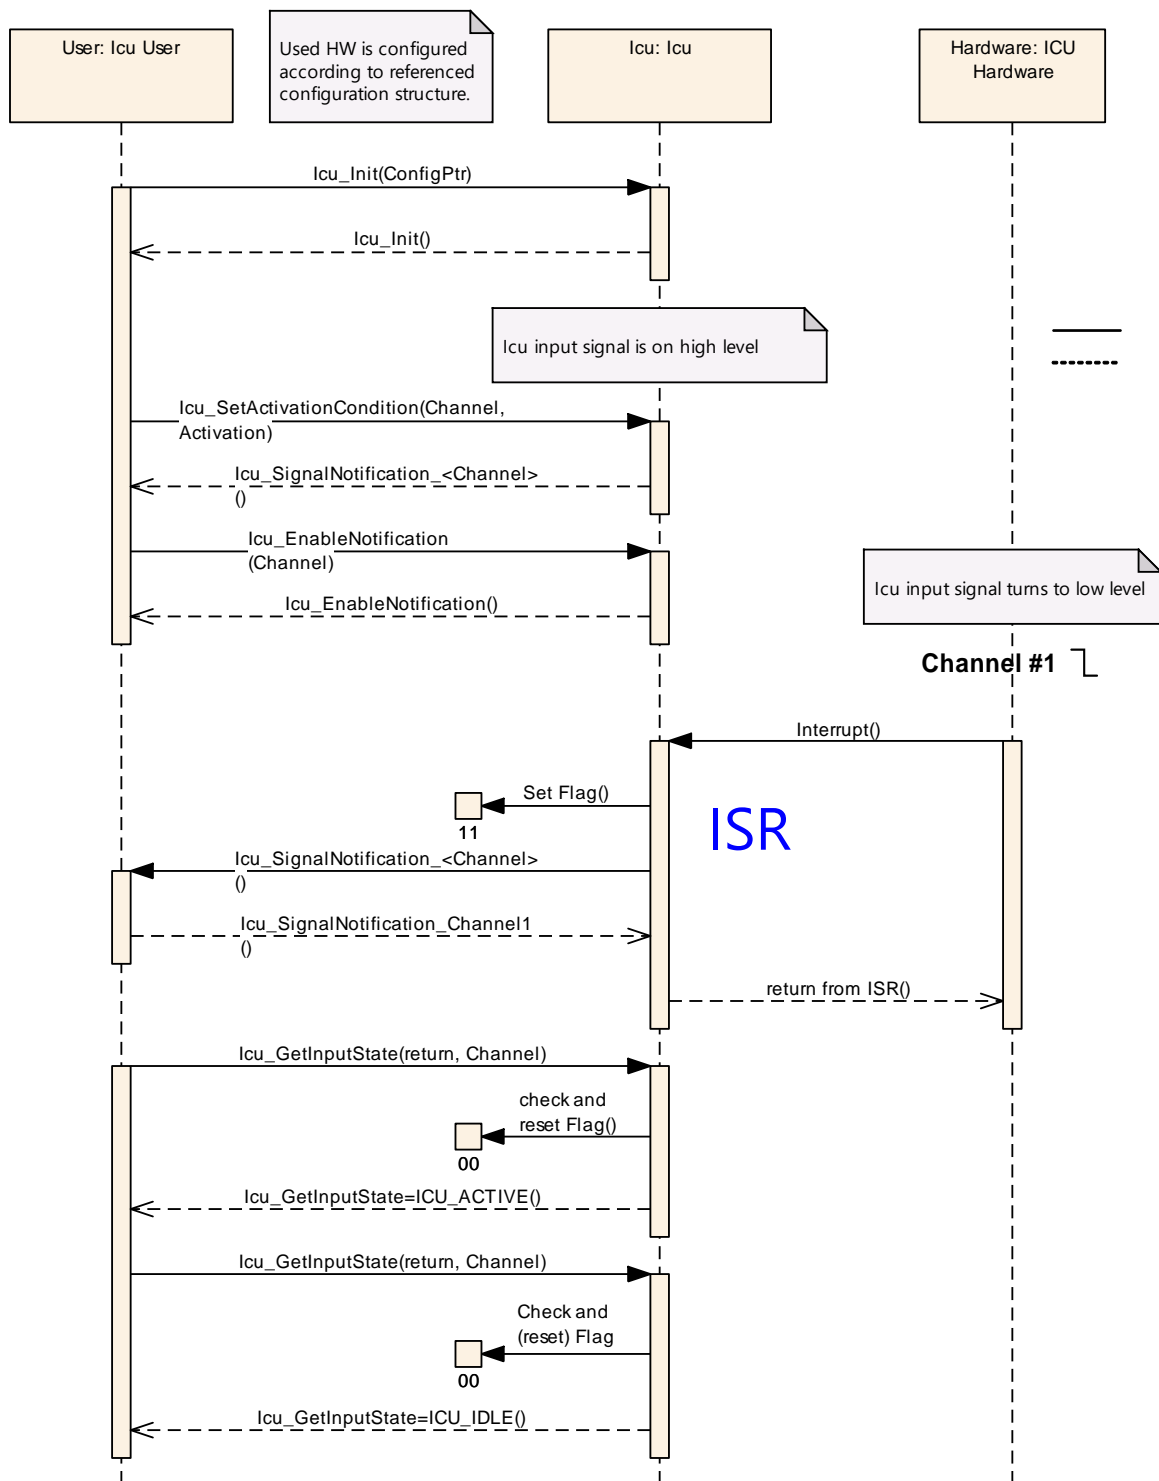 User: Icu User
Used HW is configured
according to referenced
configuration structure.
Icu: Icu
Hardware: ICU
Hardware
Icu_Init(ConfigPtr)
Icu_Init()
Icu input signal is on high level
Icu_SetActivationCondition(Channel,
Activation)
Icu_SignalNotification_<Channel>
()
Icu_EnableNotification
(Channel)
Icu input signal turns to low level
Icu_EnableNotification()
Channel #1
Interrupt()
Set Flag()
ISR
11
Icu_SignalNotification_<Channel>
()
Icu_SignalNotification_Channel1
()
return from ISR()
Icu_GetInputState(return, Channel)
check and
reset Flag()
00
Icu_GetInputState=ICU_ACTIVE()
Icu_GetInputState(return, Channel)
Check and
(reset) Flag
00
Icu_GetInputState=ICU_IDLE()